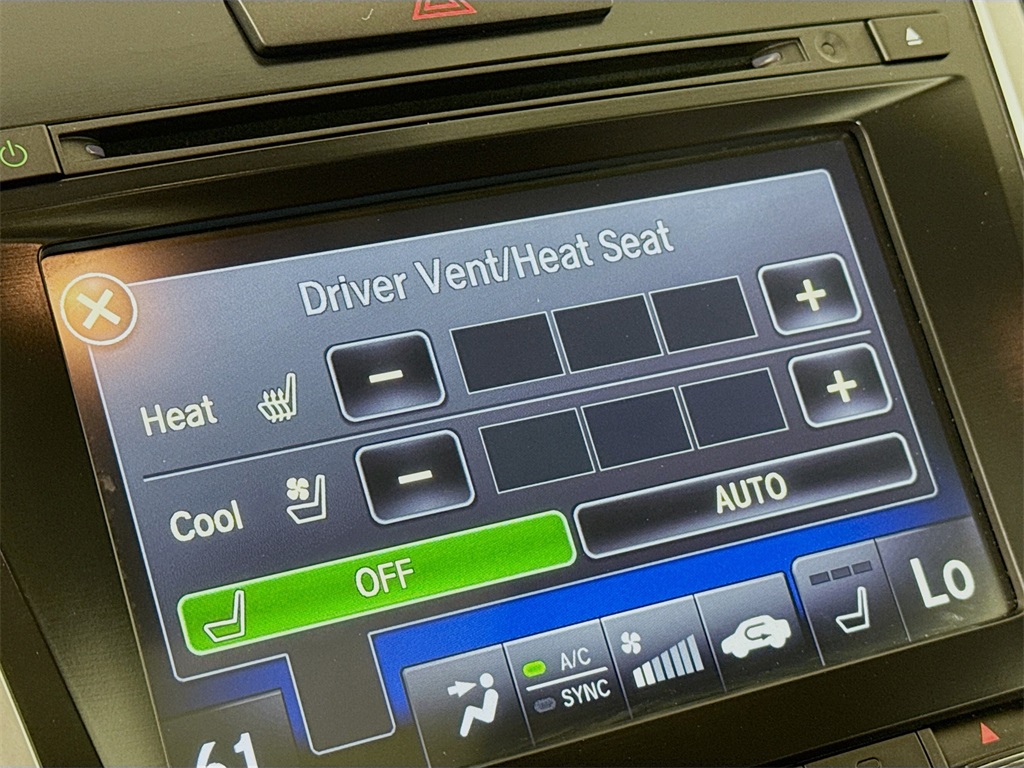 Driver Vent/Heat Seat
Heat - +
Cool - +
OFF AUTO
61 A/C Lo
SYNC